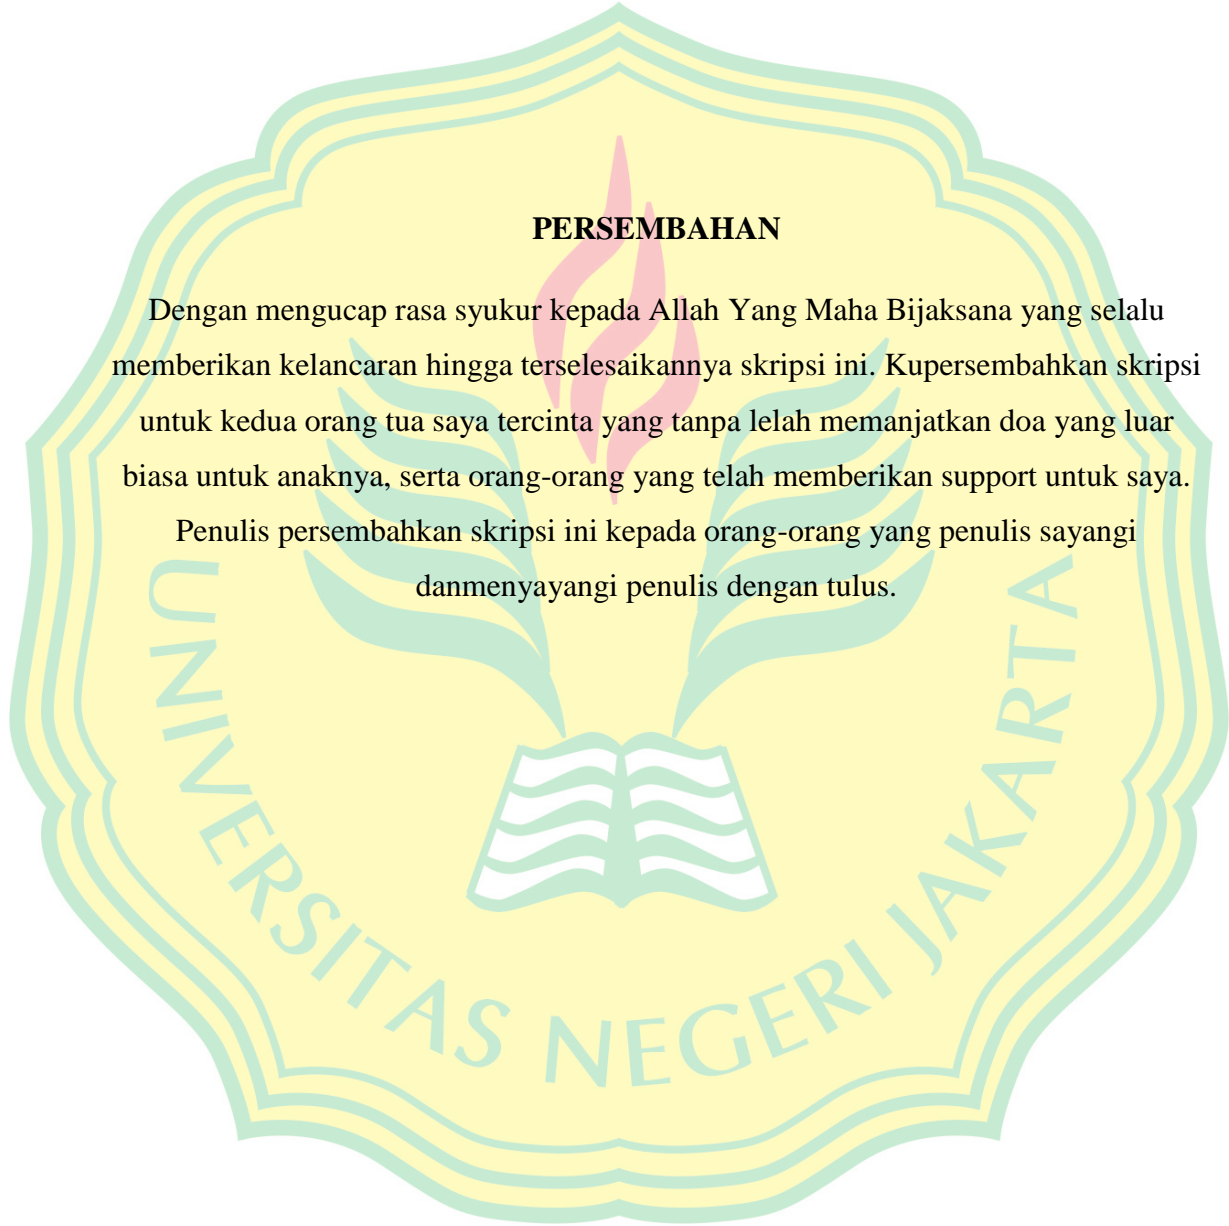 PERSEMBAHAN
Dengan mengucap rasa syukur kepada Allah Yang Maha Bijaksana yang selalu
memberikan kelancaran hingga terselesaikannya skripsi ini. Kupersembahkan skripsi
untuk kedua orang tua saya tercinta yang tanpa lelah memanjatkan doa yang luar
biasa untuk anaknya, serta orang-orang yang telah memberikan support untuk saya.
Penulis persembahkan skripsi ini kepada orang-orang yang penulis sayangi
danmenyayangi penulis dengan tulus.
UNIVERSITAS NEGERI JAKARTA